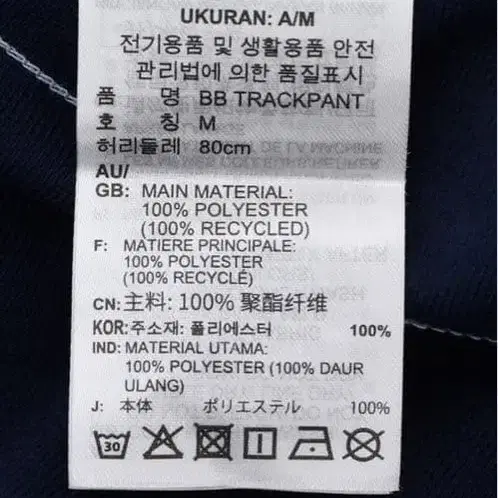 UKURAN: A/M
전기용품 및 생활용품 안전
관리법에 의한 품질표시
품 명 BB TRACKPANT
호 칭 M
허리둘레 80cm
AU/
GB: MAIN MATERIAL:
100% POLYESTER
(100% RECYCLED)
F: MATIERE PRINCIPALE:
100% POLYESTER
(100% RECYCLÉ)
CN: 主料: 100% 聚酯纤维
KOR: 주소재: 폴리에스터 100%
IND: MATERIAL UTAMA:
100% POLYESTER (100% DAUR
ULANG)
J: 本体 ポリエステル 100%
30